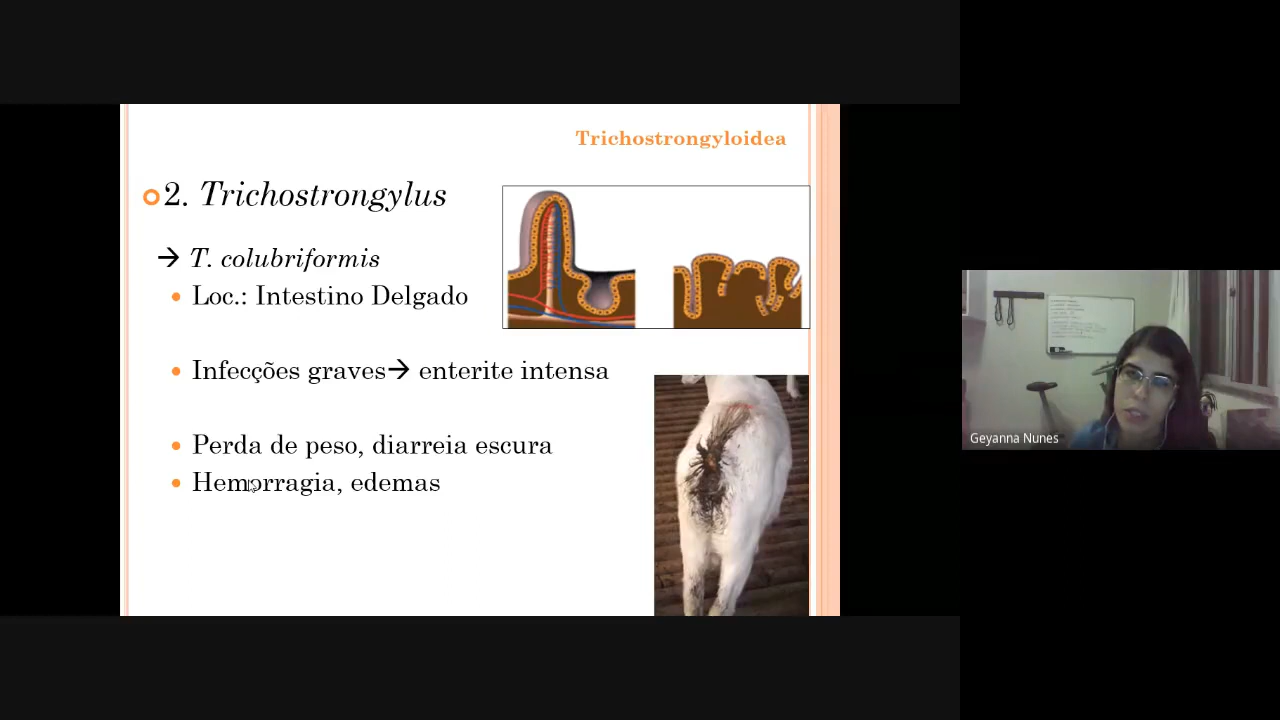 Trichostrongyloidea
2. Trichostrongylus
→ T. colubriformis
• Loc.: Intestino Delgado
• Infecções graves→ enterite intensa
• Perda de peso, diarreia escura
• Hemorragia, edemas
Geyanna Nunes